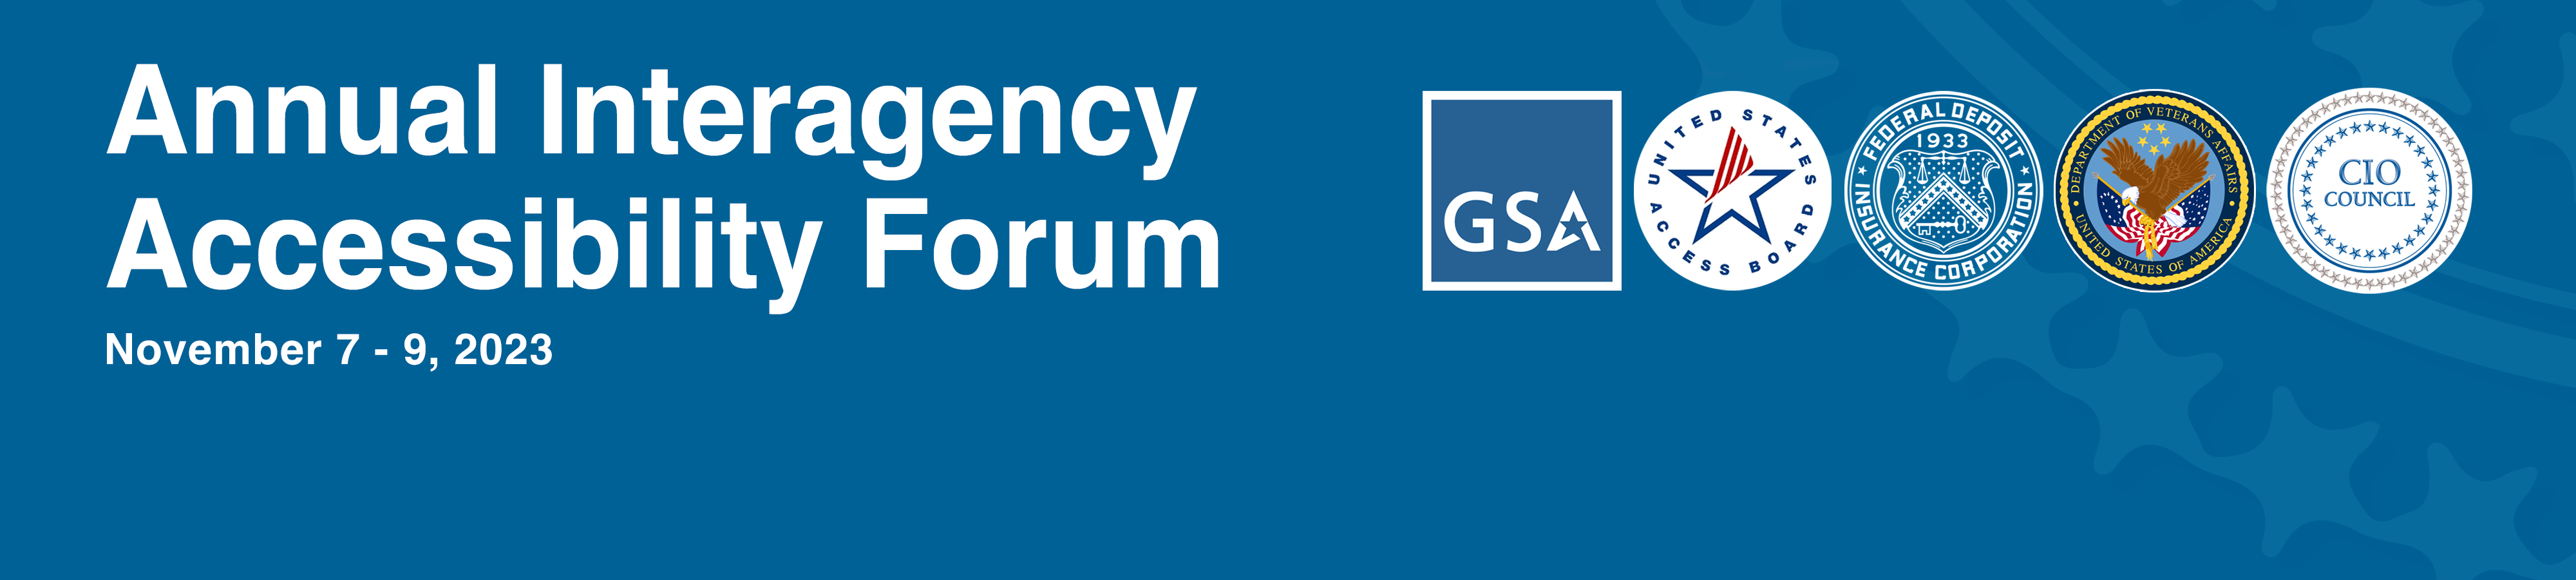 Annual Interagency
Accessibility Forum
November 7 - 9, 2023
GSA
UNITED STATES
ACCESS BOARD
FEDERAL DEPOSIT
INSURANCE CORPORATION
1933
DEPARTMENT OF VETERANS AFFAIRS
UNITED STATES OF AMERICA
CIO
COUNCIL